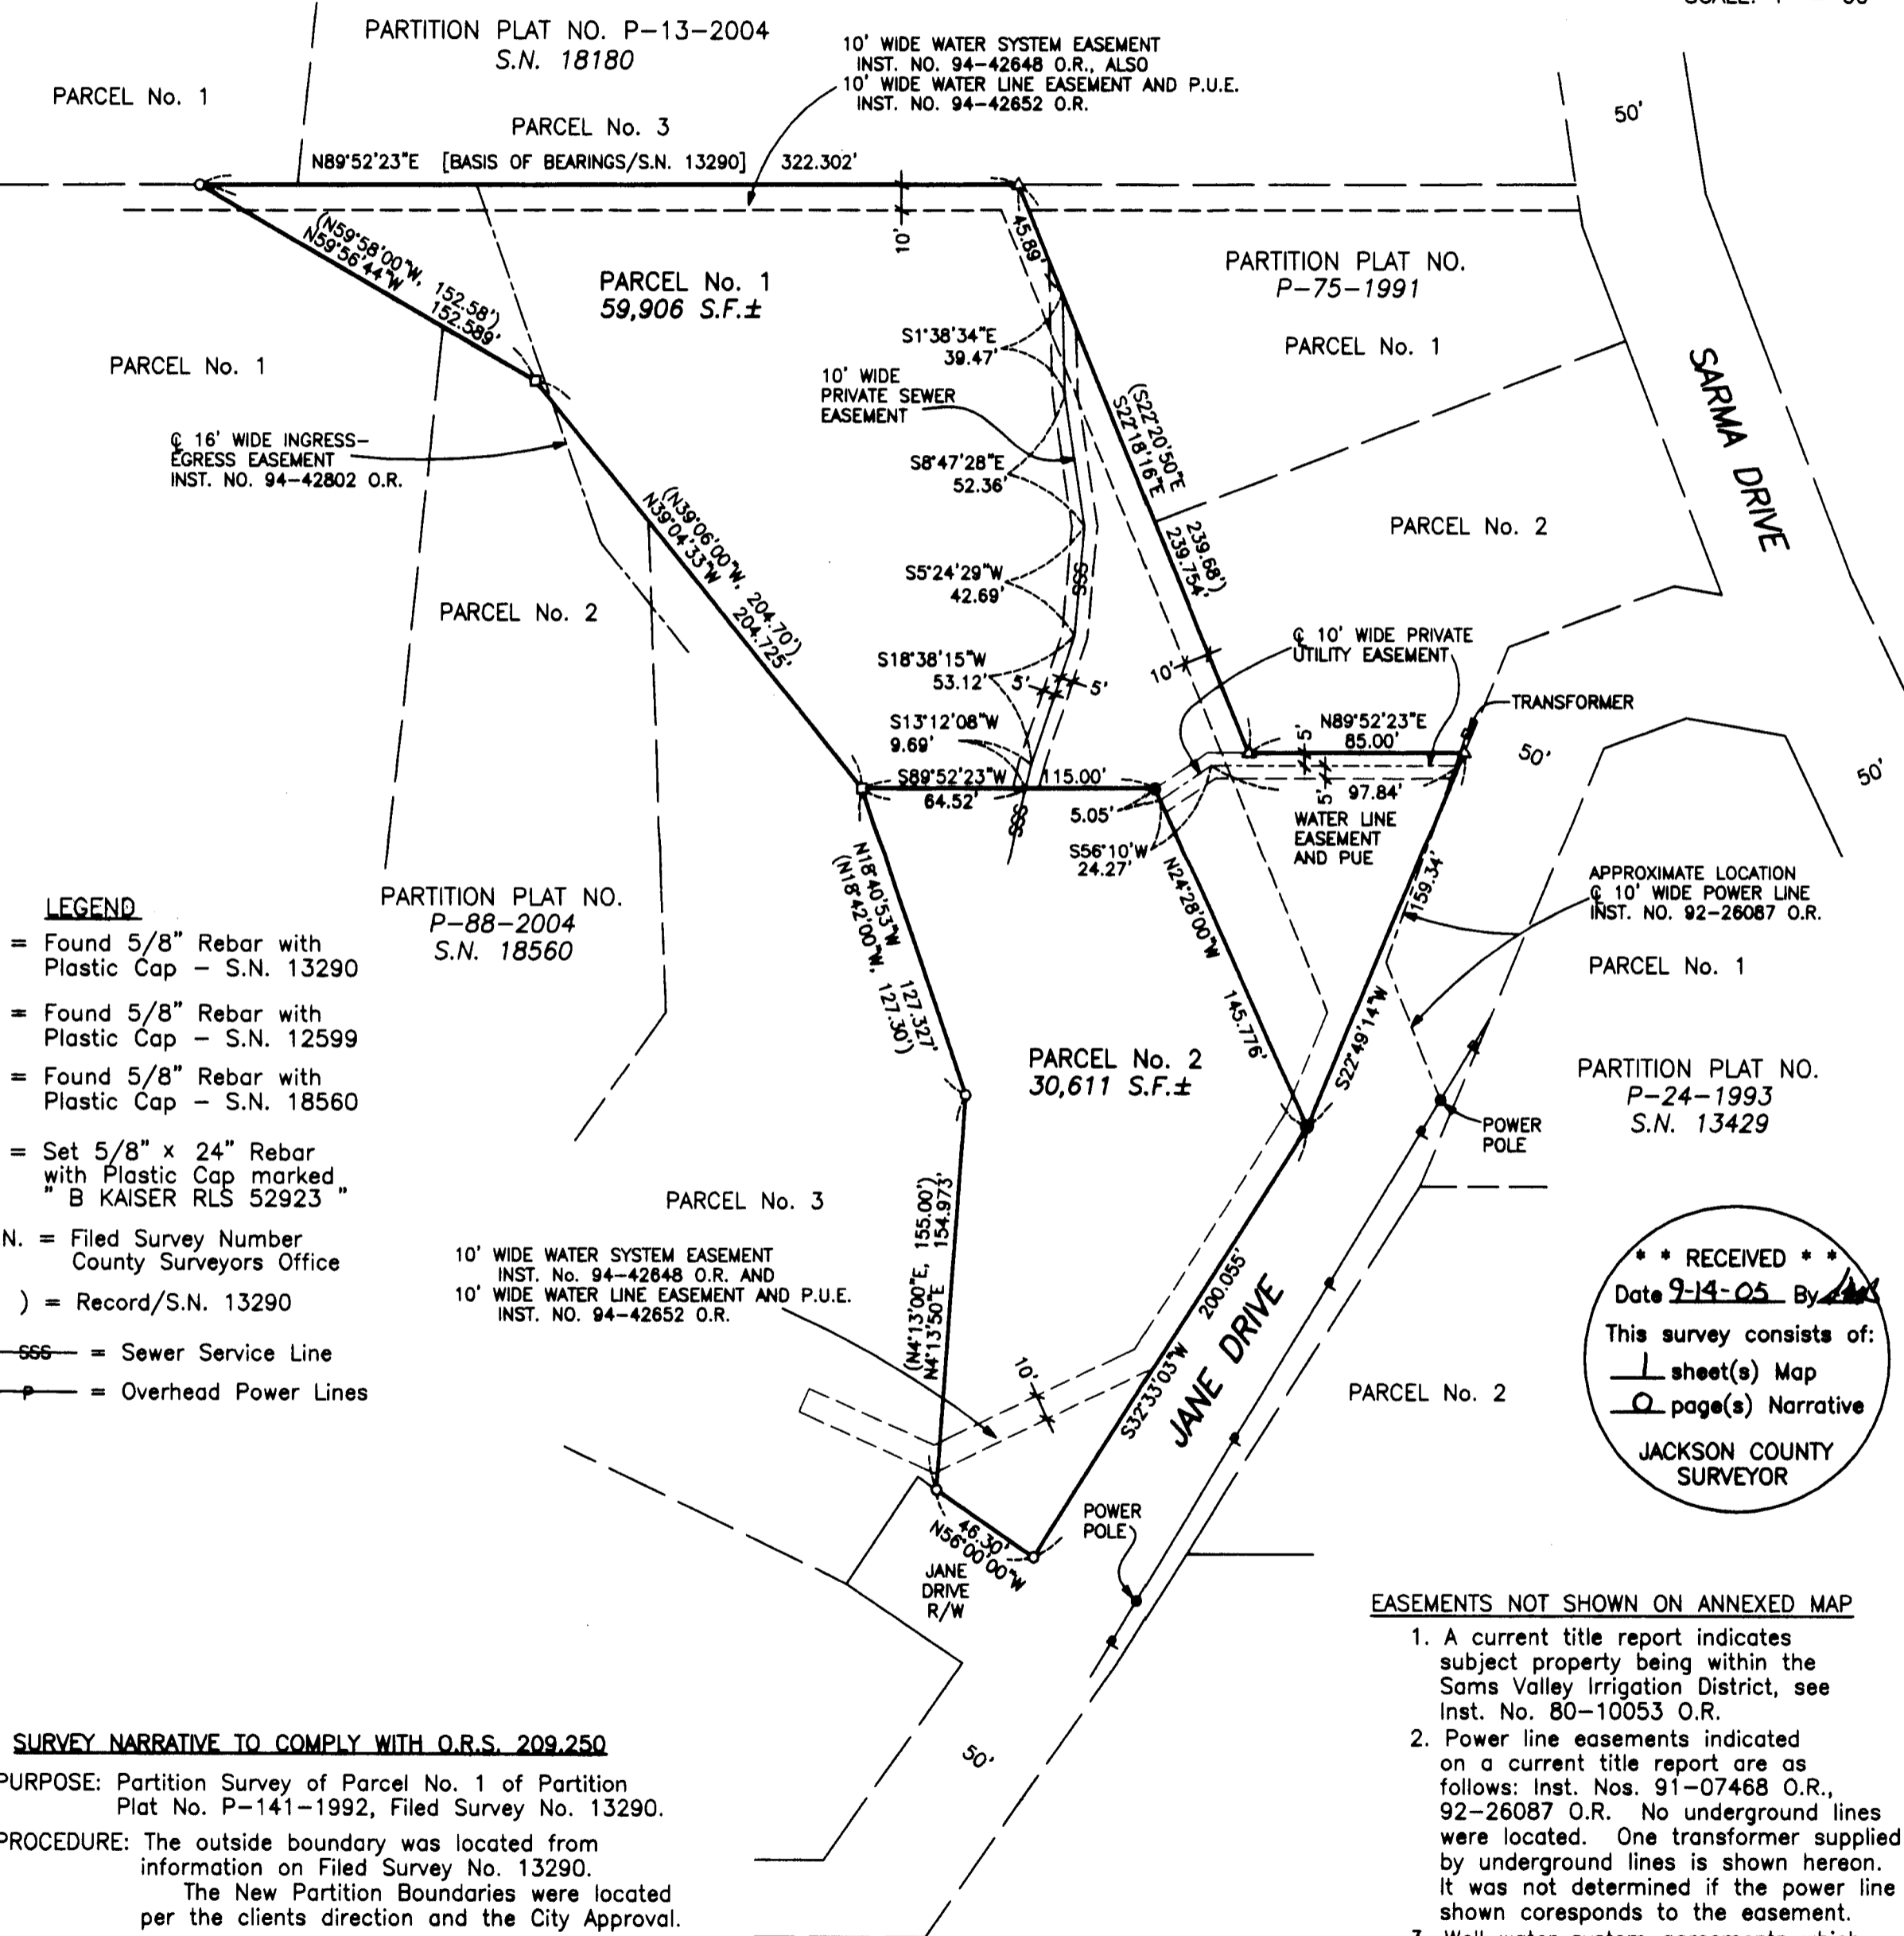 PARTITION PLAT NO. P-13-2004
S.N. 18180
PARCEL No. 1
PARCEL No. 3
10' WIDE WATER SYSTEM EASEMENT
INST. NO. 94-42648 O.R., ALSO
10' WIDE WATER LINE EASEMENT AND P.U.E.
INST. NO. 94-42652 O.R.
50'
N89°52'23"E [BASIS OF BEARINGS/S.N. 13290] 322.302'
10'
45.89'
(N59°58'00"W, 152.58')
N59°56'44"W 152.589'
PARCEL No. 1
59,906 S.F.±
PARTITION PLAT NO.
P-75-1991
PARCEL No. 1
PARCEL No. 1
S1°38'34"E
39.47'
10' WIDE
PRIVATE SEWER
EASEMENT
(S22°20'50"E 239.68')
S22°18'16"E 239.754'
SARMA DRIVE
℄ 16' WIDE INGRESS-
EGRESS EASEMENT
INST. NO. 94-42802 O.R.
S8°47'28"E
52.36'
PARCEL No. 2
(N39°06'00"W, 204.70')
N39°04'33"W 204.725'
S5°24'29"W
42.69'
SSS
PARCEL No. 2
℄ 10' WIDE PRIVATE
UTILITY EASEMENT
S18°38'15"W
53.12'
5'
5'
10'
TRANSFORMER
S13°12'08"W
9.69'
N89°52'23"E
85.00'
5'
50'
50'
S89°52'23"W 115.00'
64.52'
SSS
5.05'
5'
97.84'
WATER LINE
EASEMENT
AND PUE
S56°10'W
24.27'
N18°40'53"W 127.327'
(N18°42'00"W, 127.30')
N24°28'00"W 145.776'
159.34'
S22°49'14"W
APPROXIMATE LOCATION
℄ 10' WIDE POWER LINE
INST. NO. 92-26087 O.R.
PARCEL No. 1
PARTITION PLAT NO.
P-88-2004
S.N. 18560
LEGEND
= Found 5/8" Rebar with
Plastic Cap - S.N. 13290
= Found 5/8" Rebar with
Plastic Cap - S.N. 12599
= Found 5/8" Rebar with
Plastic Cap - S.N. 18560
= Set 5/8" x 24" Rebar
with Plastic Cap marked
" B KAISER RLS 52923 "
N. = Filed Survey Number
County Surveyors Office
) = Record/S.N. 13290
SSS = Sewer Service Line
P = Overhead Power Lines
PARCEL No. 2
30,611 S.F.±
PARTITION PLAT NO.
P-24-1993
S.N. 13429
POWER
POLE
PARCEL No. 3
(N4°13'00"E, 155.00')
N4°13'50"E 154.973'
10' WIDE WATER SYSTEM EASEMENT
INST. No. 94-42648 O.R. AND
10' WIDE WATER LINE EASEMENT AND P.U.E.
INST. NO. 94-42652 O.R.
10'
S32°33'03"W 200.055'
JANE DRIVE
PARCEL No. 2
* * RECEIVED * *
Date 9-14-05 By
This survey consists of:
1 sheet(s) Map
0 page(s) Narrative
JACKSON COUNTY
SURVEYOR
46.30'
N56°00'00"W
JANE
DRIVE
R/W
POWER
POLE
50'
EASEMENTS NOT SHOWN ON ANNEXED MAP
1. A current title report indicates
subject property being within the
Sams Valley Irrigation District, see
Inst. No. 80-10053 O.R.
2. Power line easements indicated
on a current title report are as
follows: Inst. Nos. 91-07468 O.R.,
92-26087 O.R. No underground lines
were located. One transformer supplied
by underground lines is shown hereon.
It was not determined if the power line
shown coresponds to the easement.
SURVEY NARRATIVE TO COMPLY WITH O.R.S. 209.250
PURPOSE: Partition Survey of Parcel No. 1 of Partition
Plat No. P-141-1992, Filed Survey No. 13290.
PROCEDURE: The outside boundary was located from
information on Filed Survey No. 13290.
The New Partition Boundaries were located
per the clients direction and the City Approval.